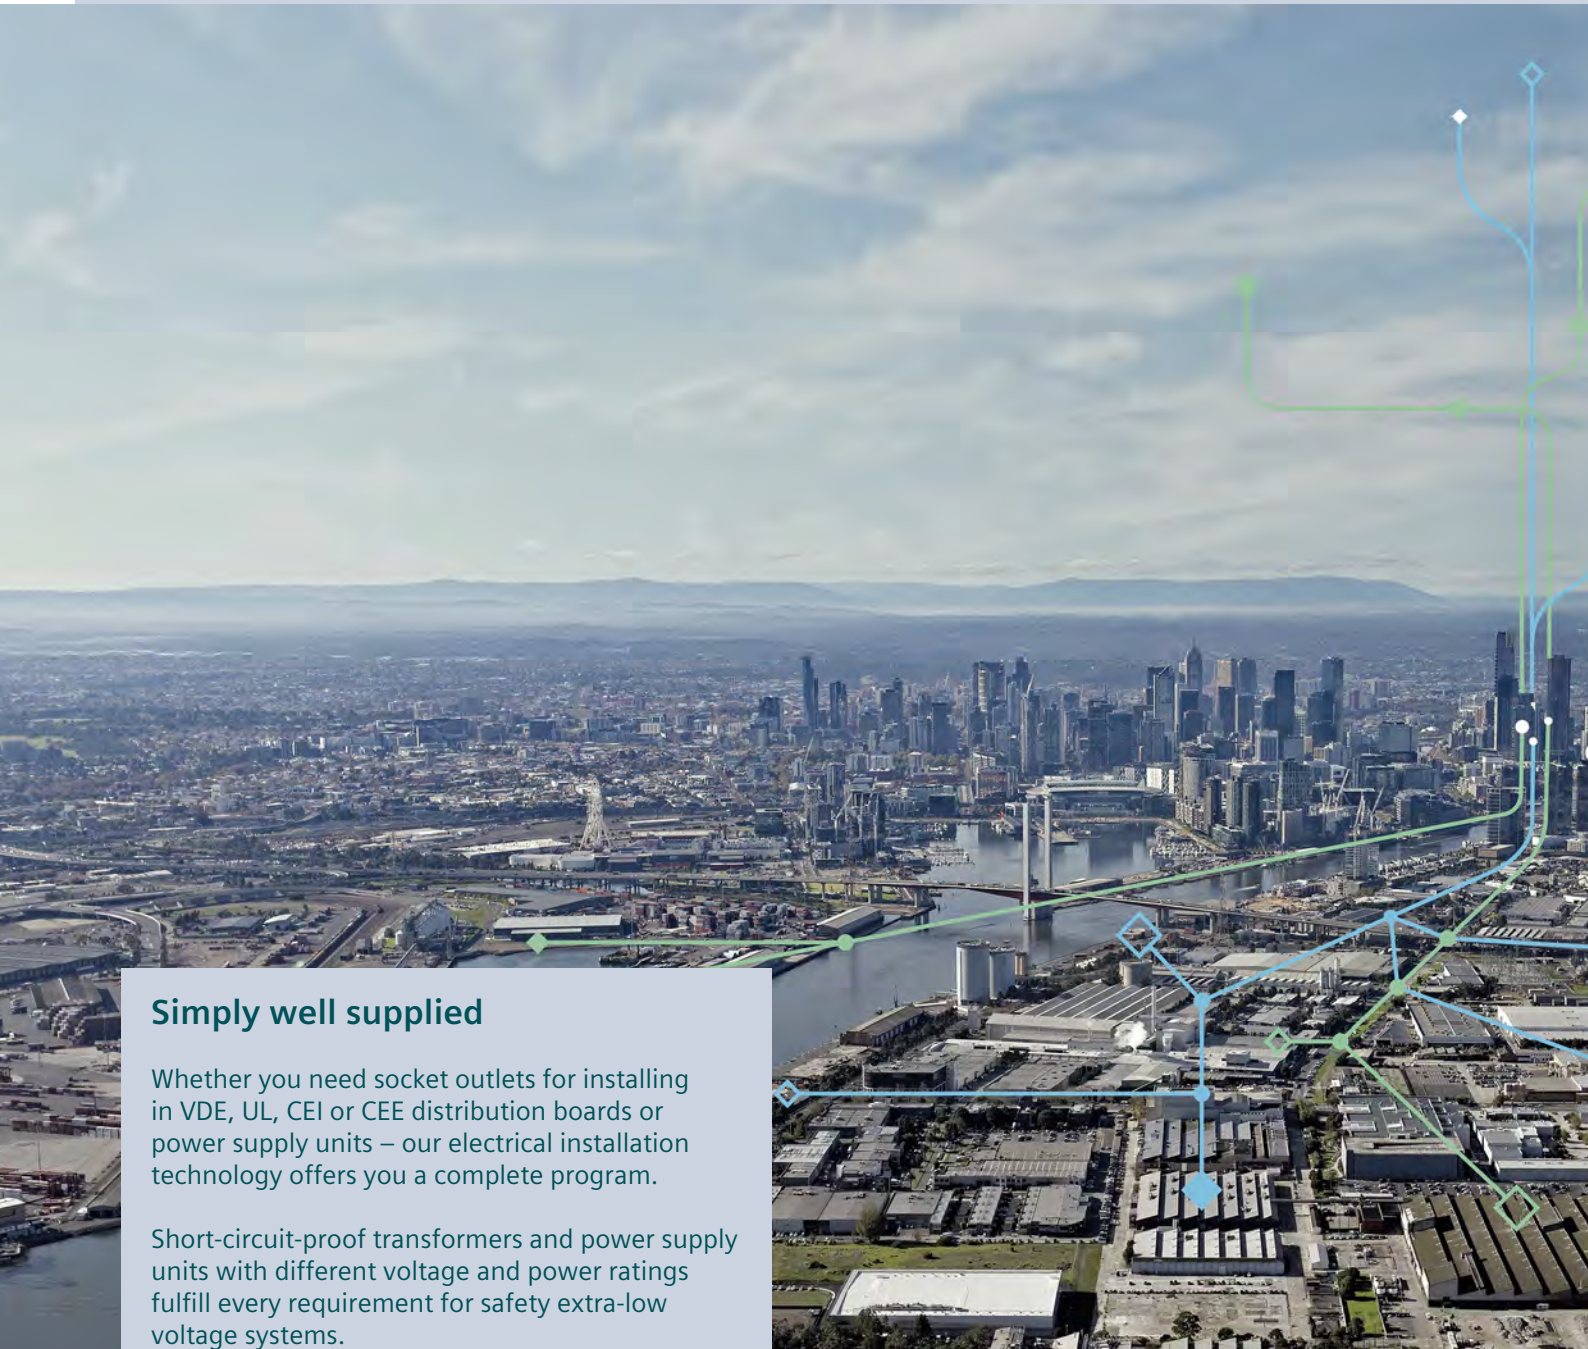 Simply well supplied
Whether you need socket outlets for installing
in VDE, UL, CEI or CEE distribution boards or
power supply units – our electrical installation
technology offers you a complete program.
Short-circuit-proof transformers and power supply
units with different voltage and power ratings
fulfill every requirement for safety extra-low
voltage systems.